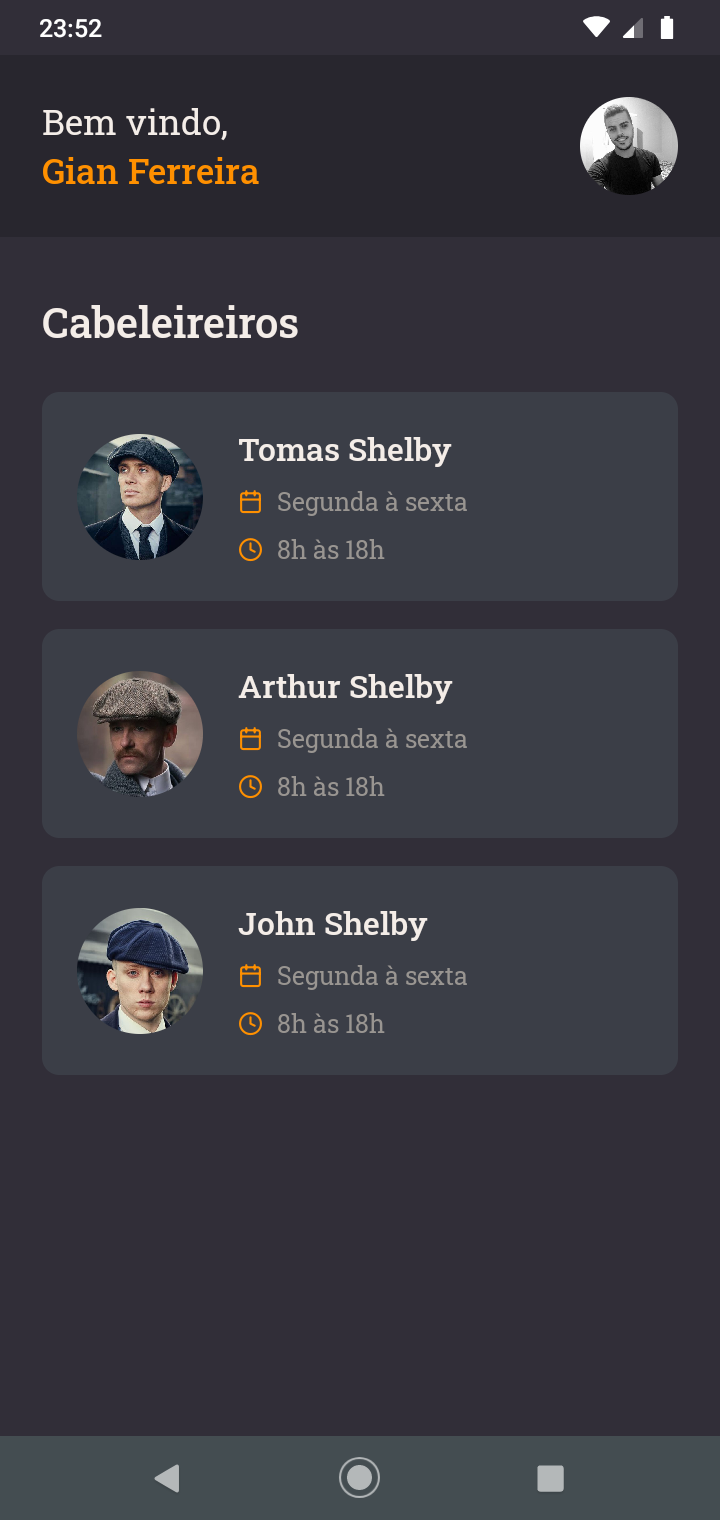 23:52
Bem vindo,
Gian Ferreira
Cabeleireiros
Tomas Shelby
Segunda à sexta
8h às 18h
Arthur Shelby
Segunda à sexta
8h às 18h
John Shelby
Segunda à sexta
8h às 18h